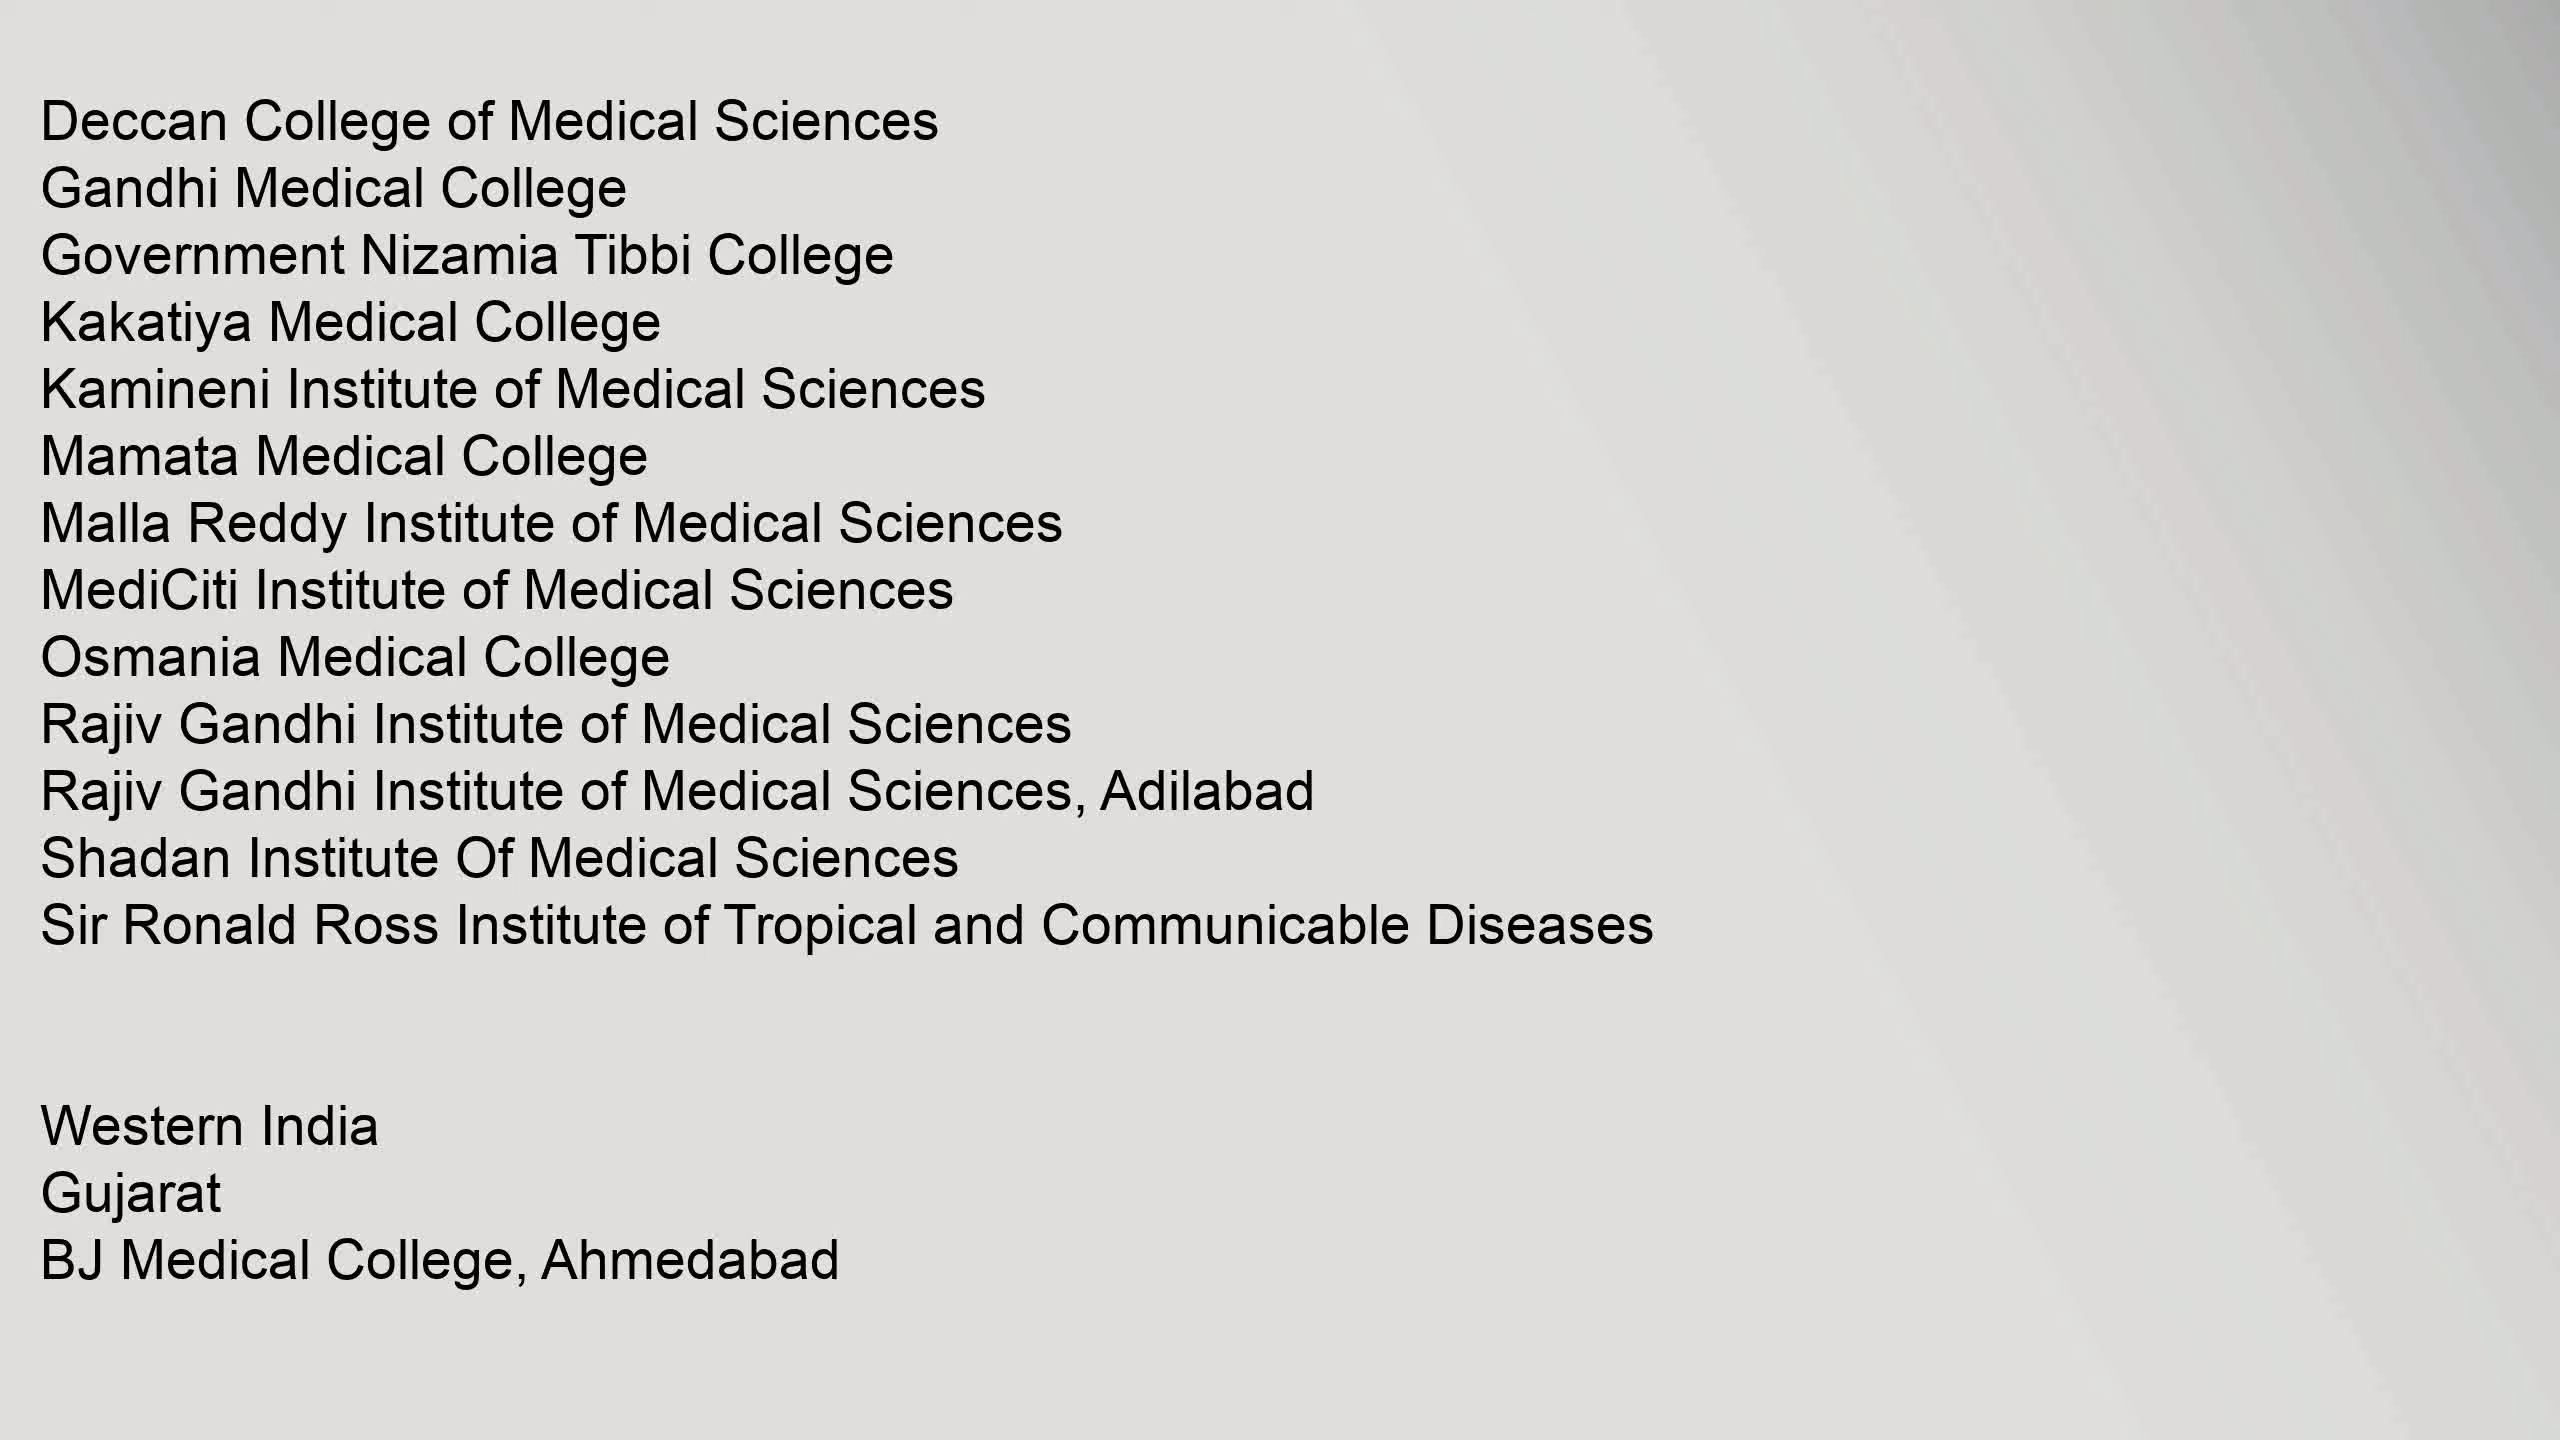 Deccan College of Medical Sciences
Gandhi Medical College
Government Nizamia Tibbi College
Kakatiya Medical College
Kamineni Institute of Medical Sciences
Mamata Medical College
Malla Reddy Institute of Medical Sciences
MediCiti Institute of Medical Sciences
Osmania Medical College
Rajiv Gandhi Institute of Medical Sciences
Rajiv Gandhi Institute of Medical Sciences, Adilabad
Shadan Institute Of Medical Sciences
Sir Ronald Ross Institute of Tropical and Communicable Diseases
Western India
Gujarat
BJ Medical College, Ahmedabad